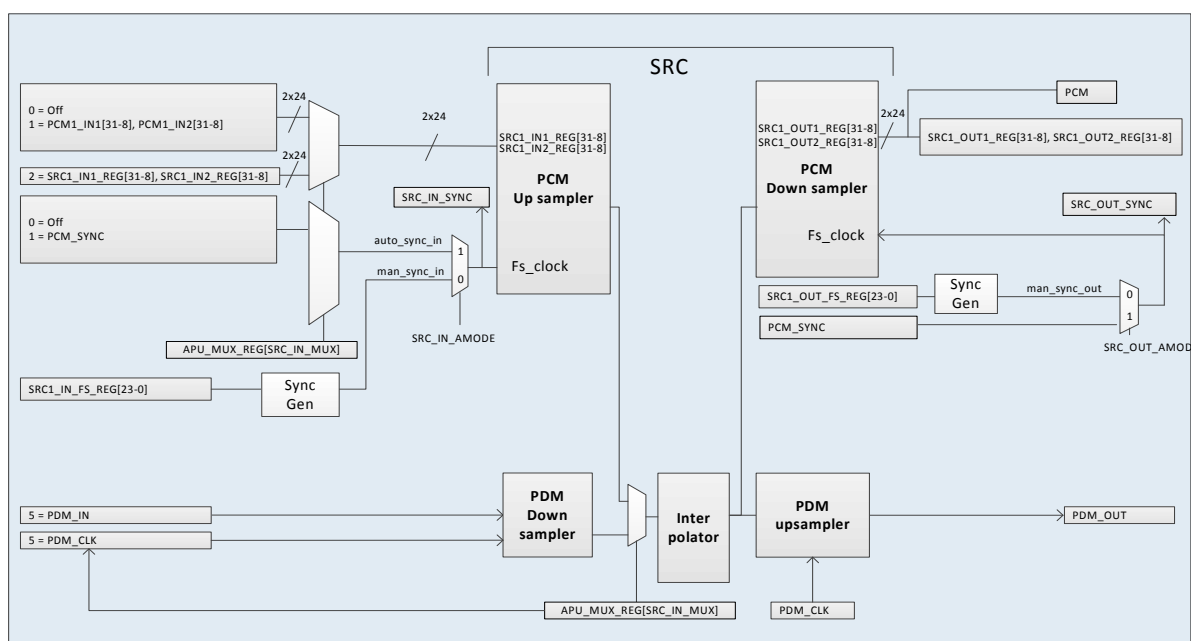 SRC
0 = Off
1 = PCM1_IN1[31-8], PCM1_IN2[31-8]
2x24
2x24
2 = SRC1_IN1_REG[31-8], SRC1_IN2_REG[31-8]
2x24
0 = Off
1 = PCM_SYNC
SRC_IN_SYNC
auto_sync_in
man_sync_in
1
0
SRC_IN_AMODE
APU_MUX_REG[SRC_IN_MUX]
SRC1_IN_FS_REG[23-0]
Sync
Gen
SRC1_IN1_REG[31-8]
SRC1_IN2_REG[31-8]
PCM
Up sampler
Fs_clock
SRC1_OUT1_REG[31-8]
SRC1_OUT2_REG[31-8]
PCM
Down sampler
Fs_clock
2x24
PCM
SRC1_OUT1_REG[31-8], SRC1_OUT2_REG[31-8]
SRC_OUT_SYNC
SRC1_OUT_FS_REG[23-0]
Sync
Gen
man_sync_out
0
1
PCM_SYNC
SRC_OUT_AMOD
5 = PDM_IN
5 = PDM_CLK
PDM
Down
sampler
Inter
polator
PDM
upsampler
PDM_OUT
APU_MUX_REG[SRC_IN_MUX]
PDM_CLK